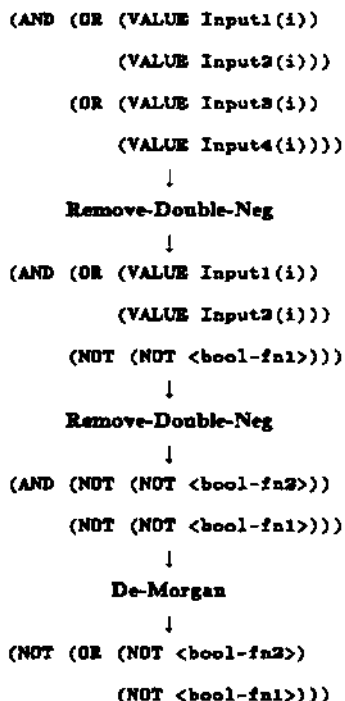 (AND (OR (VALUE Input1(i))
(VALUE Input2(i)))
(OR (VALUE Input3(i))
(VALUE Input4(i))))
↓
Remove-Double-Neg
↓
(AND (OR (VALUE Input1(i))
(VALUE Input2(i)))
(NOT (NOT <bool-fn1>)))
↓
Remove-Double-Neg
↓
(AND (NOT (NOT <bool-fn2>))
(NOT (NOT <bool-fn1>)))
↓
De-Morgan
↓
(NOT (OR (NOT <bool-fn2>)
(NOT <bool-fn1>)))